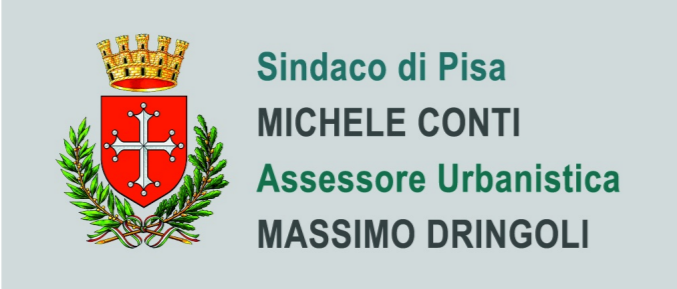 Sindaco di Pisa
MICHELE CONTI
Assessore Urbanistica
MASSIMO DRINGOLI